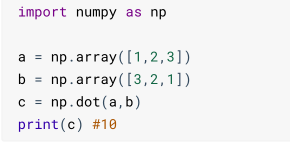 import numpy as np
a = np.array([1,2,3])
b = np.array([3,2,1])
c = np.dot(a,b)
print(c) #10